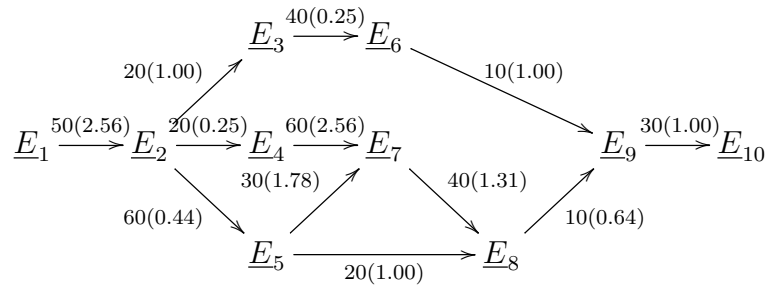 40(0.25)
E3 E6
20(1.00) 10(1.00)
50(2.56) 20(0.25) 60(2.56) 30(1.00)
E1 E2 E4 E7 E9 E10
30(1.78) 40(1.31)
60(0.44) 10(0.64)
E5 E8
20(1.00)